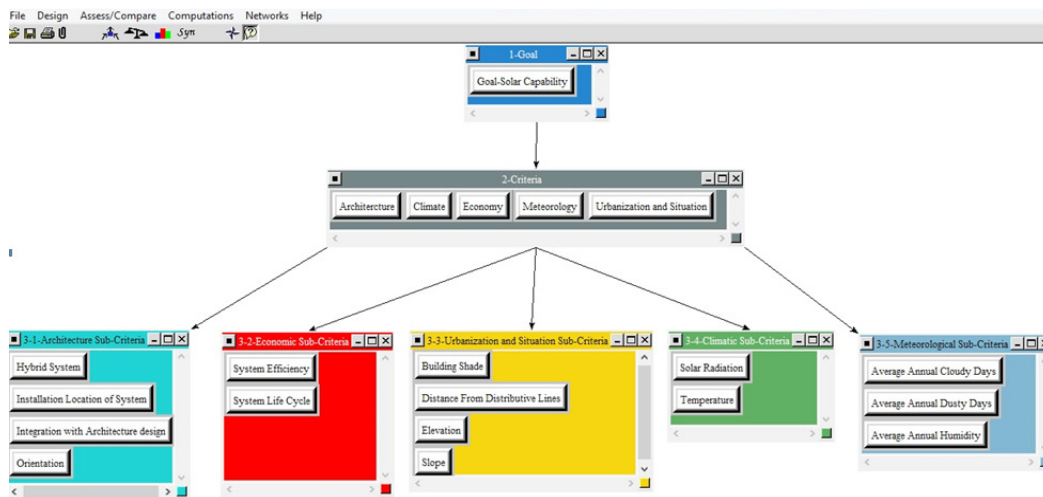 File Design Assess/Compare Computations Networks Help
Syn
1-Goal
Goal-Solar Capability
2-Criteria
Architercture Climate Economy Meteorology Urbanization and Situation
3-1-Architecture Sub-Criteria
Hybrid System
Installation Location of System
Integration with Architecture design
Orientation
3-2-Economic Sub-Criteria
System Efficiency
System Life Cycle
3-3-Urbanization and Situation Sub-Criteria
Building Shade
Distance From Distributive Lines
Elevation
Slope
3-4-Climatic Sub-Criteria
Solar Radiation
Temperature
3-5-Meteorological Sub-Criteria
Average Annual Cloudy Days
Average Annual Dusty Days
Average Annual Humidity